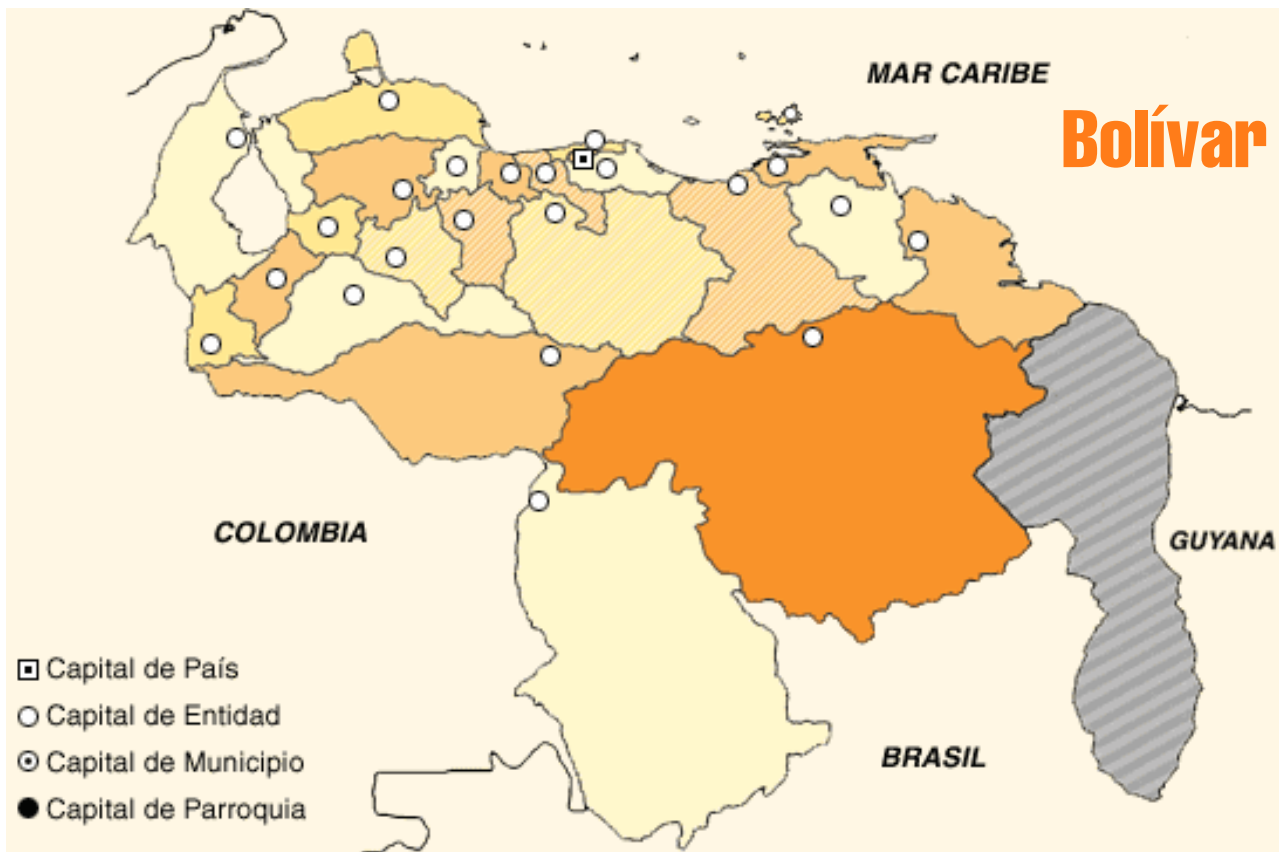 MAR CARIBE
Bolívar
COLOMBIA
GUYANA
BRASIL
Capital de País
Capital de Entidad
Capital de Municipio
Capital de Parroquia